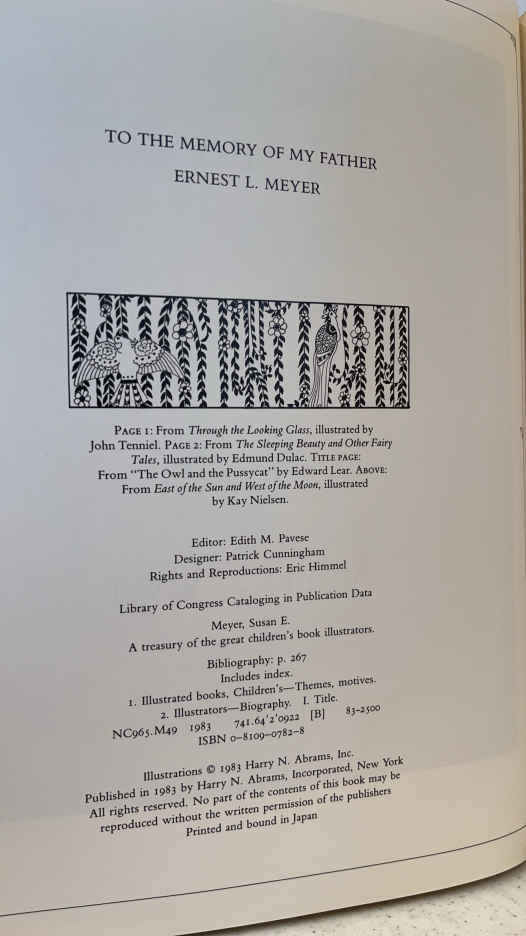 TO THE MEMORY OF MY FATHER
ERNEST L. MEYER
PAGE 1: From Through the Looking Glass, illustrated by
John Tenniel. PAGE 2: From The Sleeping Beauty and Other Fairy
Tales, illustrated by Edmund Dulac. TITLE PAGE:
From "The Owl and the Pussycat" by Edward Lear. ABOVE:
From East of the Sun and West of the Moon, illustrated
by Kay Nielsen.
Editor: Edith M. Pavese
Designer: Patrick Cunningham
Rights and Reproductions: Eric Himmel
Library of Congress Cataloging in Publication Data
Meyer, Susan E.
A treasury of the great children's book illustrators.
Bibliography: p. 267
Includes index.
1. Illustrated books, Children's—Themes, motives.
2. Illustrators—Biography. I. Title.
NC965.M49 1983 741.64'2'0922 [B] 83-2500
ISBN 0-8109-0782-8
Illustrations © 1983 Harry N. Abrams, Inc.
Published in 1983 by Harry N. Abrams, Incorporated, New York
All rights reserved. No part of the contents of this book may be
reproduced without the written permission of the publishers
Printed and bound in Japan